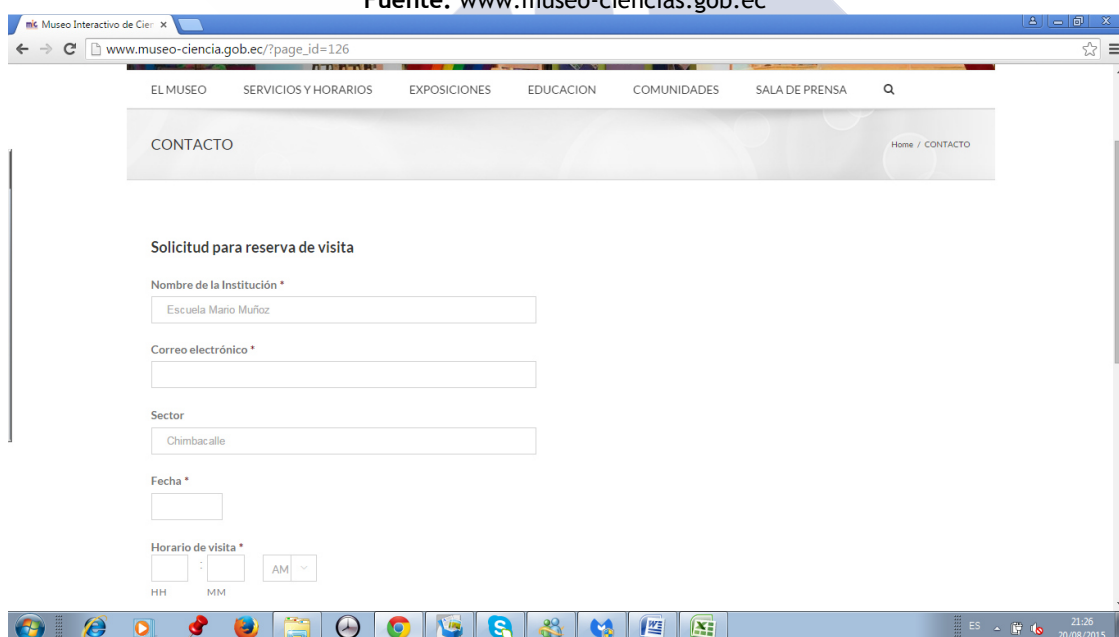 Fuente: www.museo-ciencias.gob.ec
mic Museo Interactivo de Cier ×
www.museo-ciencia.gob.ec/?page_id=126
EL MUSEO SERVICIOS Y HORARIOS EXPOSICIONES EDUCACION COMUNIDADES SALA DE PRENSA
CONTACTO
Home / CONTACTO
Solicitud para reserva de visita
Nombre de la Institución *
Escuela Mario Muñoz
Correo electrónico *
Sector
Chimbacalle
Fecha *
Horario de visita *
: AM
HH MM
ES 21:26
20/08/2015